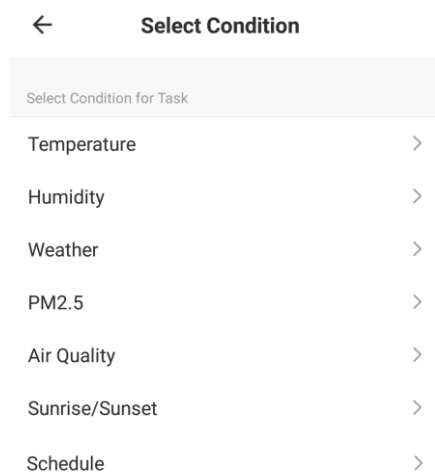 Select Condition
Select Condition for Task
Temperature
Humidity
Weather
PM2.5
Air Quality
Sunrise/Sunset
Schedule